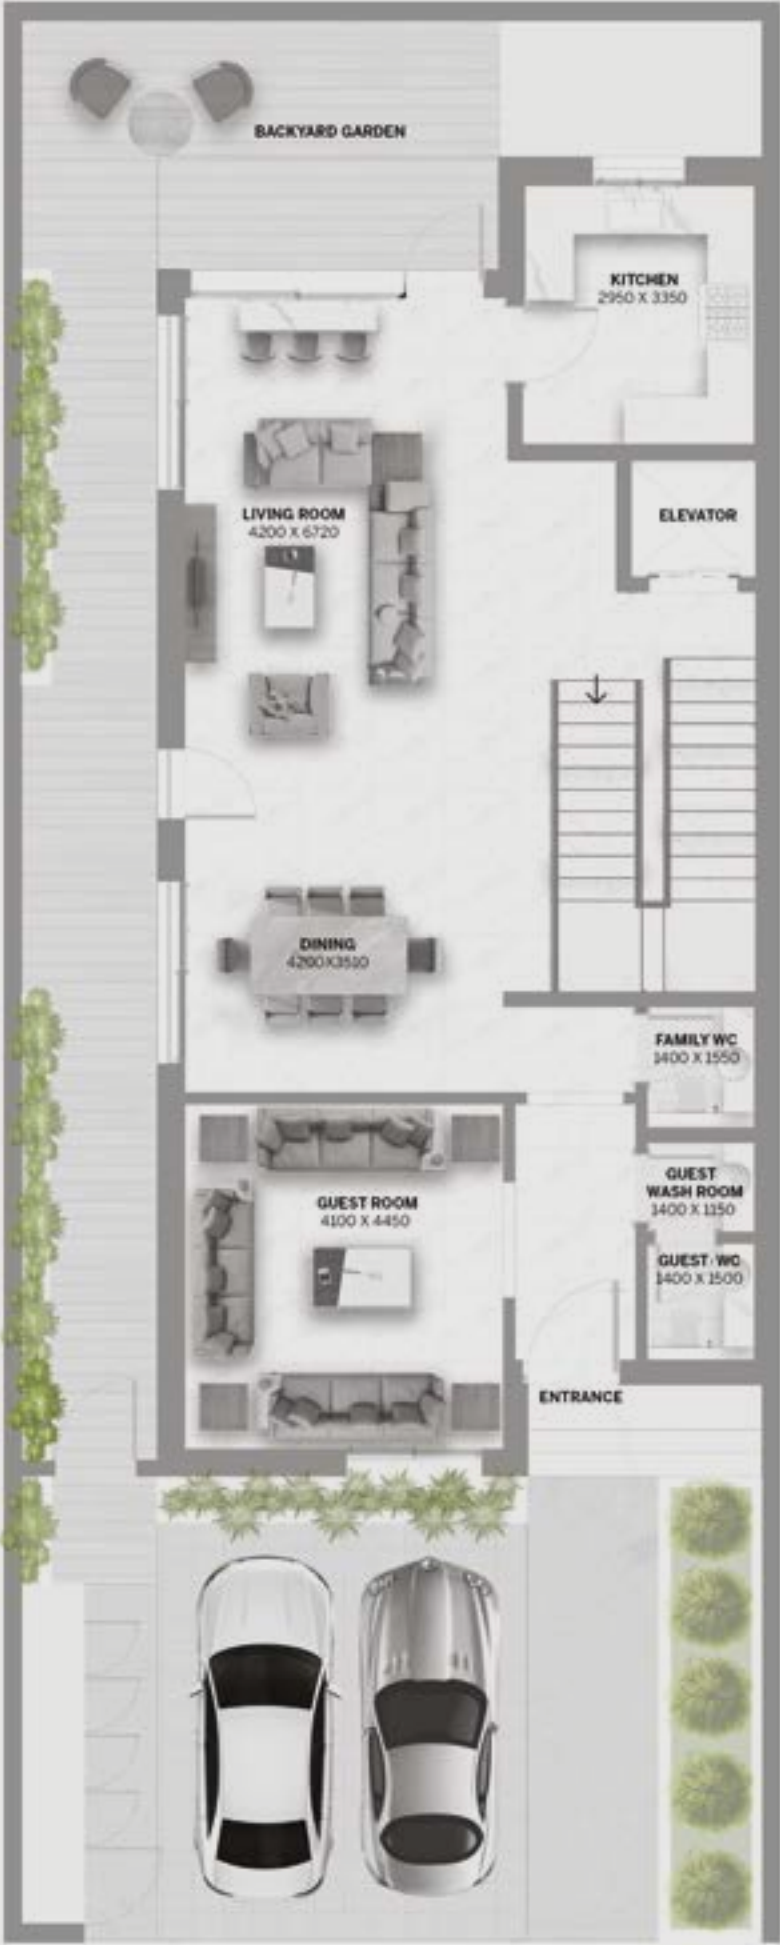 BACKYARD GARDEN
KITCHEN
2950 X 3350
ELEVATOR
LIVING ROOM
4200 X 6720
DINING
4200X3510
FAMILY WC
1400 X 1550
GUEST
WASH ROOM
1400 X 1150
GUEST ROOM
4100 X 4450
GUEST WC
1400 X 1500
ENTRANCE